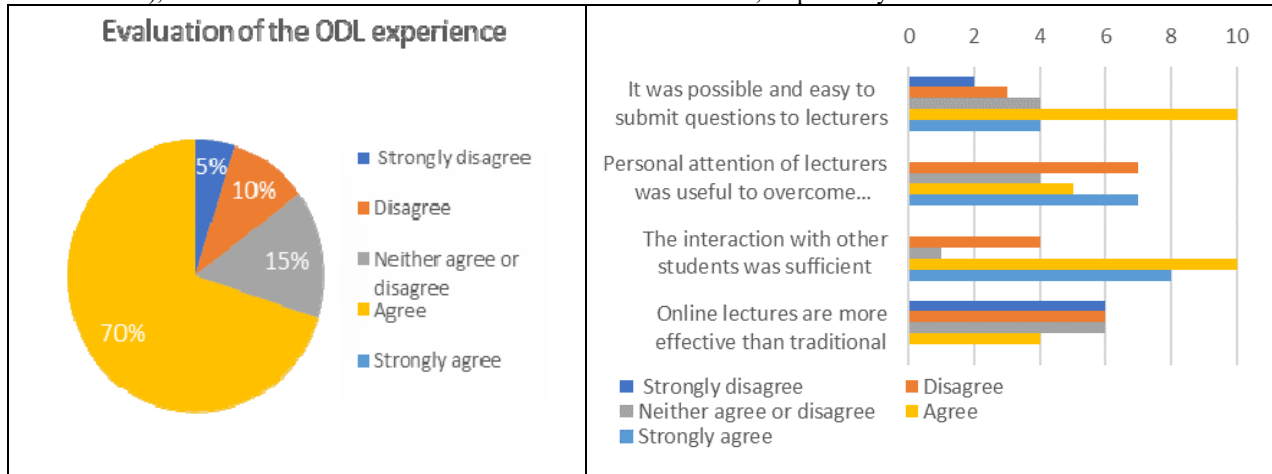 Evaluation of the ODL experience
5%
10%
15%
70%
Strongly disagree
Disagree
Neither agree or
disagree
Agree
Strongly agree
0 2 4 6 8 10
It was possible and easy to
submit questions to lecturers
Personal attention of lecturers
was useful to overcome...
The interaction with other
students was sufficient
Online lectures are more
effective than traditional
Strongly disagree Disagree
Neither agree or disagree Agree
Strongly agree